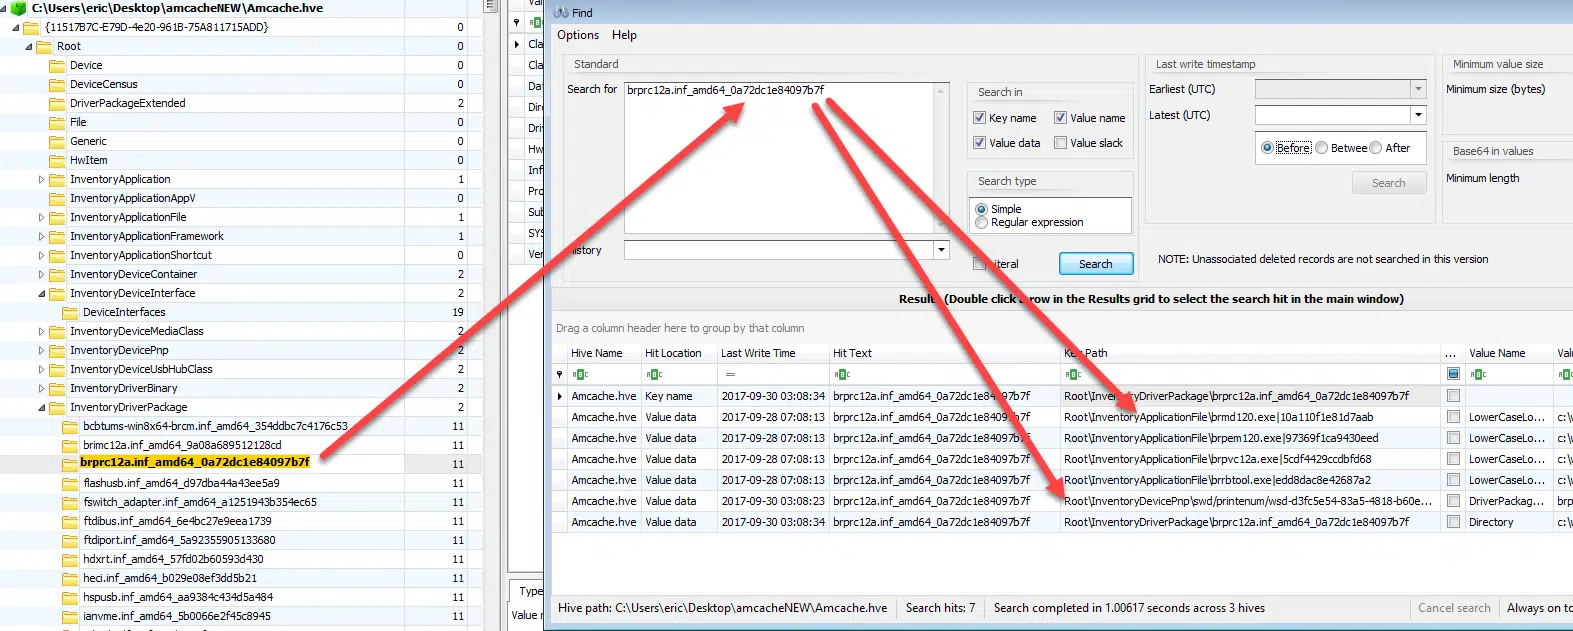 C:\Users\eric\Desktop\amcacheNEW\Amcache.hve
{11517B7C-E79D-4e20-961B-75A811715ADD} 0
Root 0
Device 0
DeviceCensus 0
DriverPackageExtended 2
File 0
Generic 0
HwItem 0
InventoryApplication 1
InventoryApplicationAppV 0
InventoryApplicationFile 1
InventoryApplicationFramework 1
InventoryApplicationShortcut 0
InventoryDeviceContainer 2
InventoryDeviceInterface 2
DeviceInterfaces 19
InventoryDeviceMediaClass 2
InventoryDevicePnp 2
InventoryDeviceUsbHubClass 2
InventoryDriverBinary 2
InventoryDriverPackage 2
bcbtums-win8x64-brcm.inf_amd64_354ddbc7c4176c53 11
brimc12a.inf_amd64_9a08a689512128cd 11
brprc12a.inf_amd64_0a72dc1e84097b7f 11
flashusb.inf_amd64_d97dba44a43ee5a9 11
fswitch_adapter.inf_amd64_a1251943b354ec65 11
ftdibus.inf_amd64_6e4bc27e9eea1739 11
ftdiport.inf_amd64_5a92355905133680 11
hdxrt.inf_amd64_57fd02b60593d430 11
heci.inf_amd64_b029e08ef3dd5b21 11
hspusb.inf_amd64_aa9384c434d5a484 11
ianvme.inf_amd64_5b0066e2f45c8945 11
Cla
Cla
Dat
Dire
Driv
Hw
Inf
Pro
Sub
SYS
Ver
Type
Value n
Find
Options Help
Standard
Search for brprc12a.inf_amd64_0a72dc1e84097b7f
istory
Search in
Key name Value name
Value data Value slack
Search type
Simple
Regular expression
iteral Search
Last write timestamp
Earliest (UTC)
Latest (UTC)
Before Betwee After
Search
NOTE: Unassociated deleted records are not searched in this version
Minimum value size
Minimum size (bytes)
Base64 in values
Minimum length
Results (Double click a row in the Results grid to select the search hit in the main window)
Drag a column header here to group by that column
Hive Name Hit Location Last Write Time Hit Text Key Path ... Value Name Valu
Amcache.hve Key name 2017-09-30 03:08:34 brprc12a.inf_amd64_0a72dc1e84097b7f Root\InventoryDriverPackage\brprc12a.inf_amd64_0a72dc1e84097b7f
Amcache.hve Value data 2017-09-28 07:08:13 brprc12a.inf_amd64_0a72dc1e84097b7f Root\InventoryApplicationFile\brmd120.exe|10a110f1e81d7aab LowerCaseLo... c:\w
Amcache.hve Value data 2017-09-28 07:08:13 brprc12a.inf_amd64_0a72dc1e84097b7f Root\InventoryApplicationFile\brpem120.exe|97369f1ca9430eed LowerCaseLo... c:\w
Amcache.hve Value data 2017-09-28 07:08:13 brprc12a.inf_amd64_0a72dc1e84097b7f Root\InventoryApplicationFile\brpvc12a.exe|5cdf4429ccdbfd68 LowerCaseLo... c:\w
Amcache.hve Value data 2017-09-28 07:08:13 brprc12a.inf_amd64_0a72dc1e84097b7f Root\InventoryApplicationFile\brrbtool.exe|edd8dac8e42687a2 LowerCaseLo... c:\w
Amcache.hve Value data 2017-09-30 03:08:23 brprc12a.inf_amd64_0a72dc1e84097b7f Root\InventoryDevicePnp\swd/printenum/wsd-d3fc5e54-83a5-4818-b60e... DriverPackag... brp
Amcache.hve Value data 2017-09-30 03:08:34 brprc12a.inf_amd64_0a72dc1e84097b7f Root\InventoryDriverPackage\brprc12a.inf_amd64_0a72dc1e84097b7f Directory c:\w
Hive path: C:\Users\eric\Desktop\amcacheNEW\Amcache.hve Search hits: 7 Search completed in 1.00617 seconds across 3 hives Cancel search Always on to